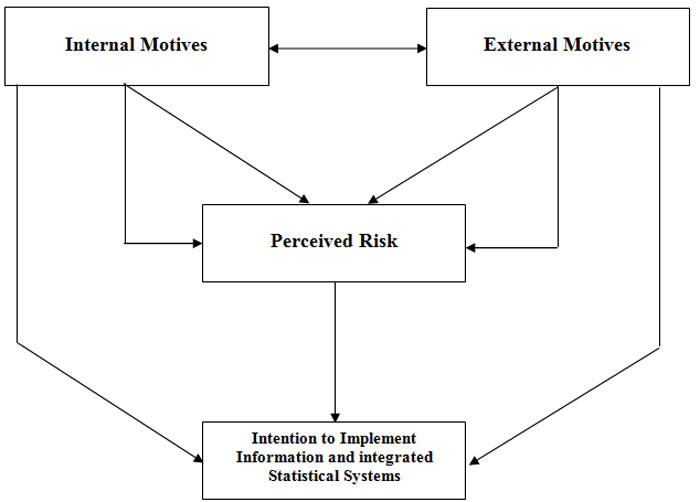 Internal Motives
External Motives
Perceived Risk
Intention to Implement
Information and integrated
Statistical Systems